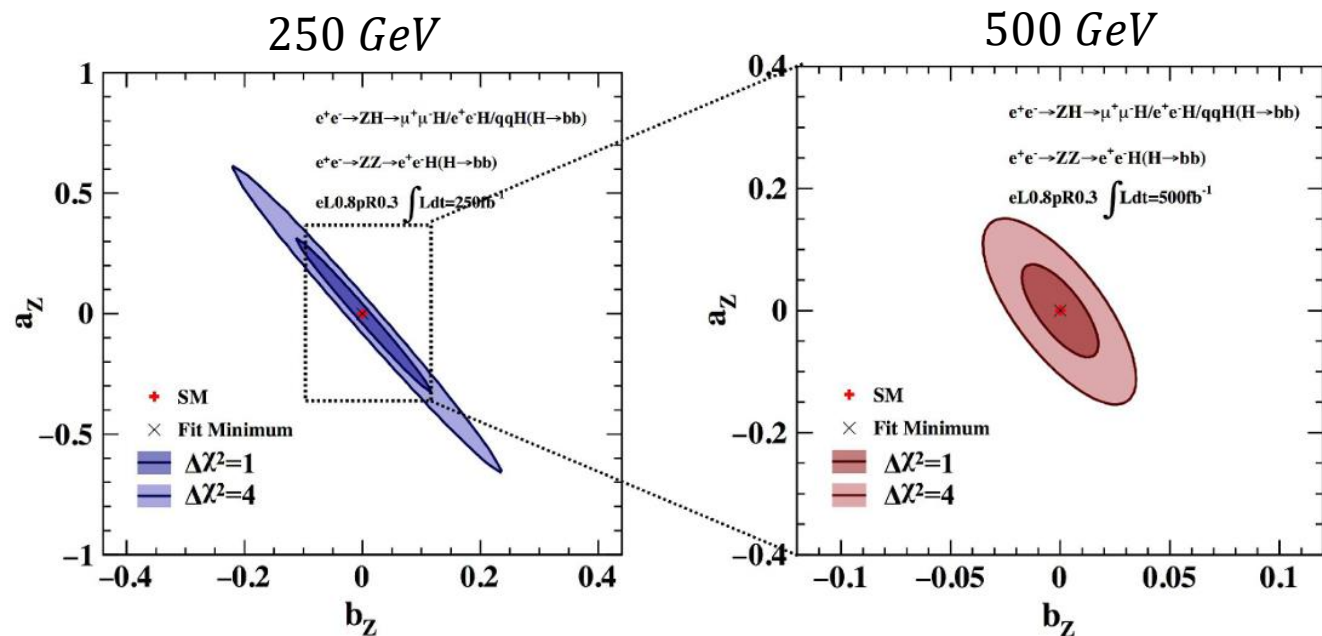 250 GeV
1
0.5
0
−0.5
−1
a_Z
e⁺e⁻→ZH→μ⁺μ⁻H/e⁺e⁻H/qqH(H→bb)
e⁺e⁻→ZZ→e⁺e⁻H(H→bb)
eL0.8pR0.3 ∫Ldt=250fb⁻¹
SM
Fit Minimum
Δχ²=1
Δχ²=4
−0.4 −0.2 0 0.2 0.4
b_Z
500 GeV
0.4
0.2
0
−0.2
−0.4
a_Z
e⁺e⁻→ZH→μ⁺μ⁻H/e⁺e⁻H/qqH(H→bb)
e⁺e⁻→ZZ→e⁺e⁻H(H→bb)
eL0.8pR0.3 ∫Ldt=500fb⁻¹
SM
Fit Minimum
Δχ²=1
Δχ²=4
−0.1 −0.05 0 0.05 0.1
b_Z